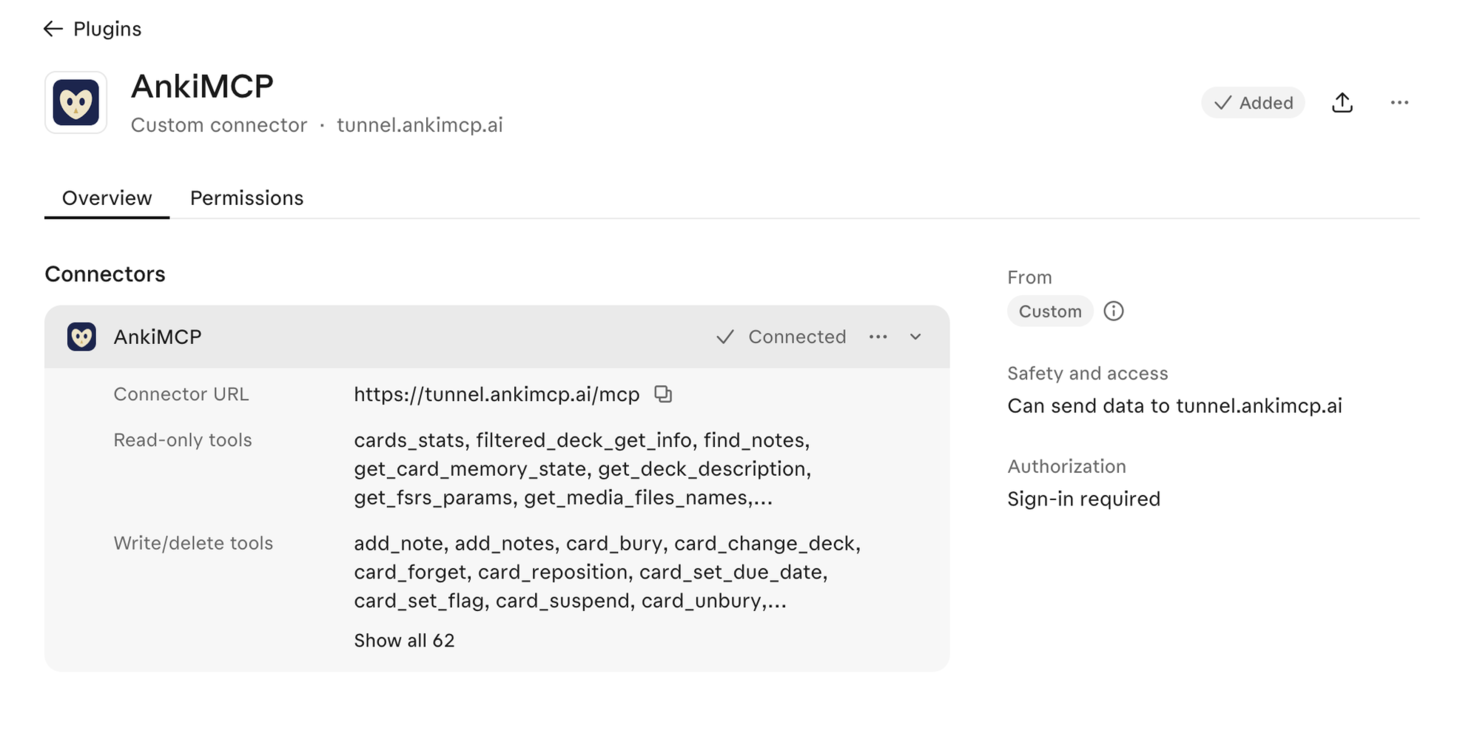 Plugins
AnkiMCP
Custom connector · tunnel.ankimcp.ai
Added
Overview
Permissions
Connectors
AnkiMCP
Connected
Connector URL
https://tunnel.ankimcp.ai/mcp
Read-only tools
cards_stats, filtered_deck_get_info, find_notes,
get_card_memory_state, get_deck_description,
get_fsrs_params, get_media_files_names,...
Write/delete tools
add_note, add_notes, card_bury, card_change_deck,
card_forget, card_reposition, card_set_due_date,
card_set_flag, card_suspend, card_unbury,...
Show all 62
From
Custom
Safety and access
Can send data to tunnel.ankimcp.ai
Authorization
Sign-in required